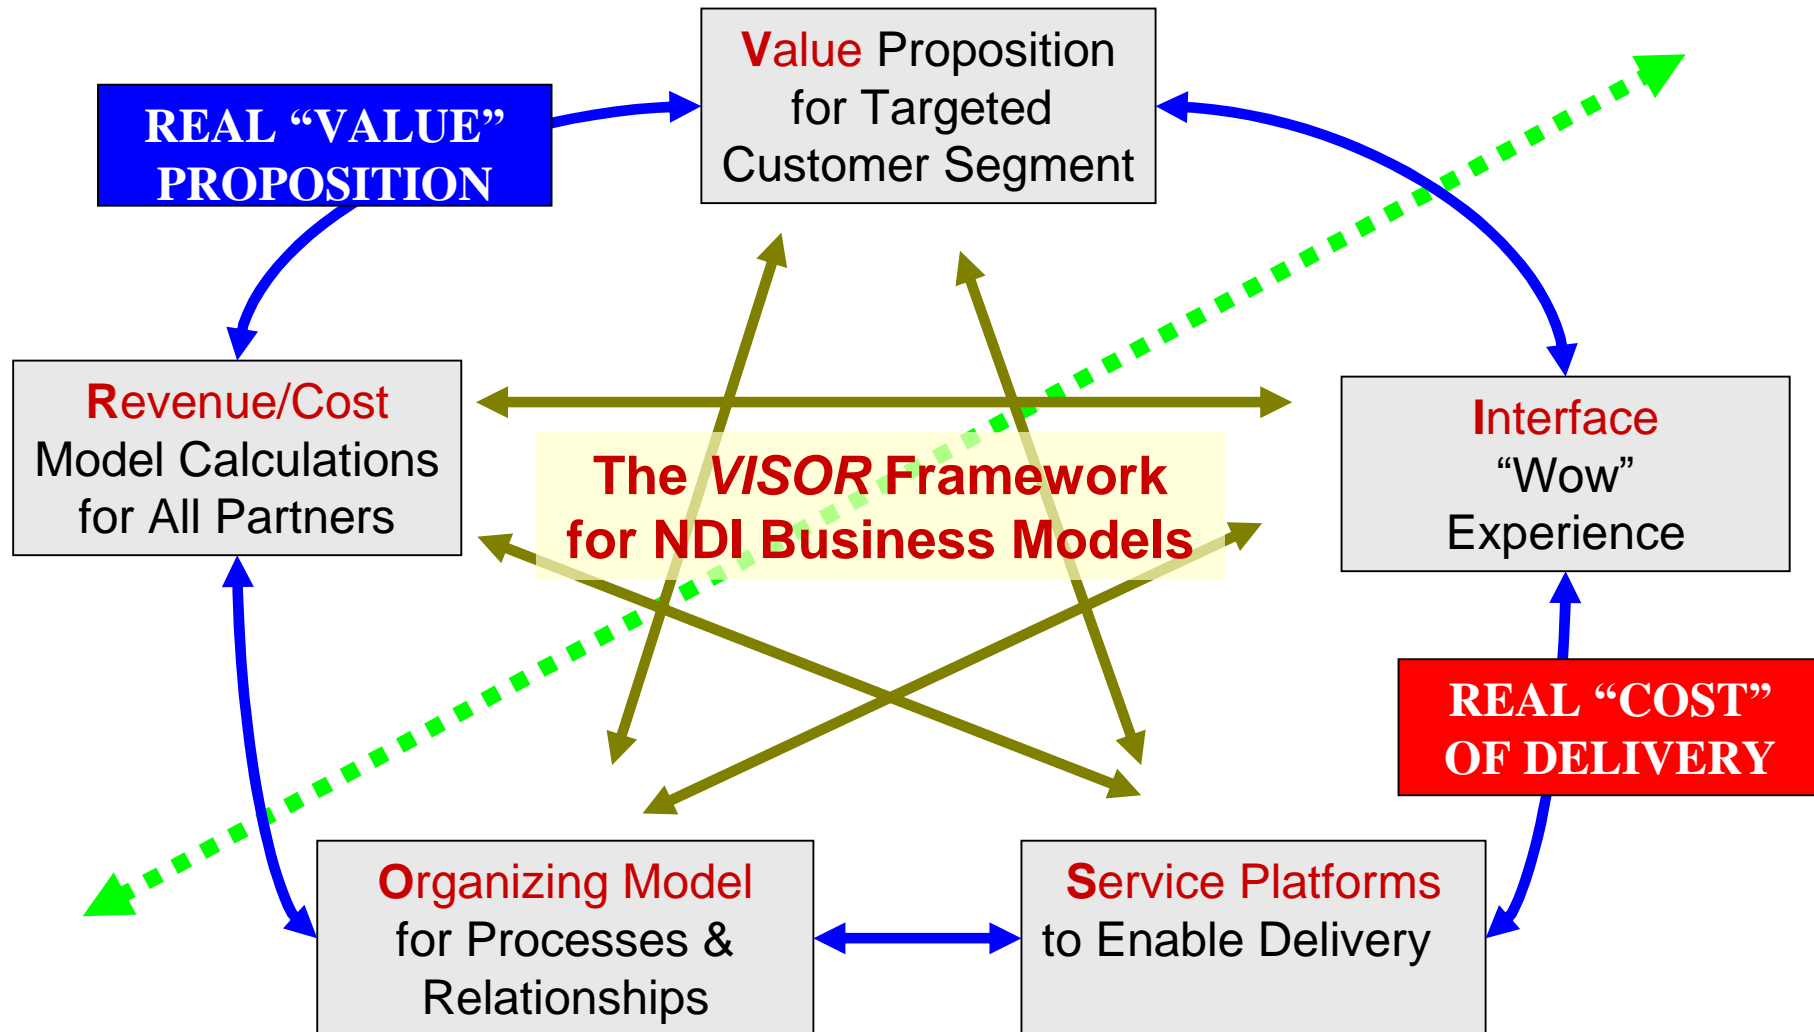 Value Proposition
for Targeted
Customer Segment
REAL “VALUE”
PROPOSITION
Revenue/Cost
Model Calculations
for All Partners
The VISOR Framework
for NDI Business Models
Interface
“Wow”
Experience
REAL “COST”
OF DELIVERY
Organizing Model
for Processes &
Relationships
Service Platforms
to Enable Delivery